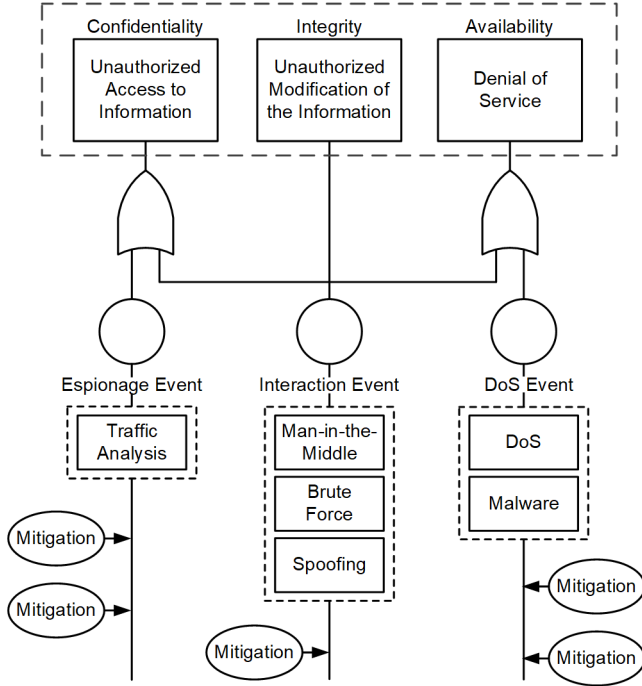 Confidentiality
Integrity
Availability
Unauthorized
Access to
Information
Unauthorized
Modification of
the Information
Denial of
Service
Espionage Event
Interaction Event
DoS Event
Traffic
Analysis
Man-in-the-
Middle
Brute
Force
Spoofing
DoS
Malware
Mitigation
Mitigation
Mitigation
Mitigation
Mitigation